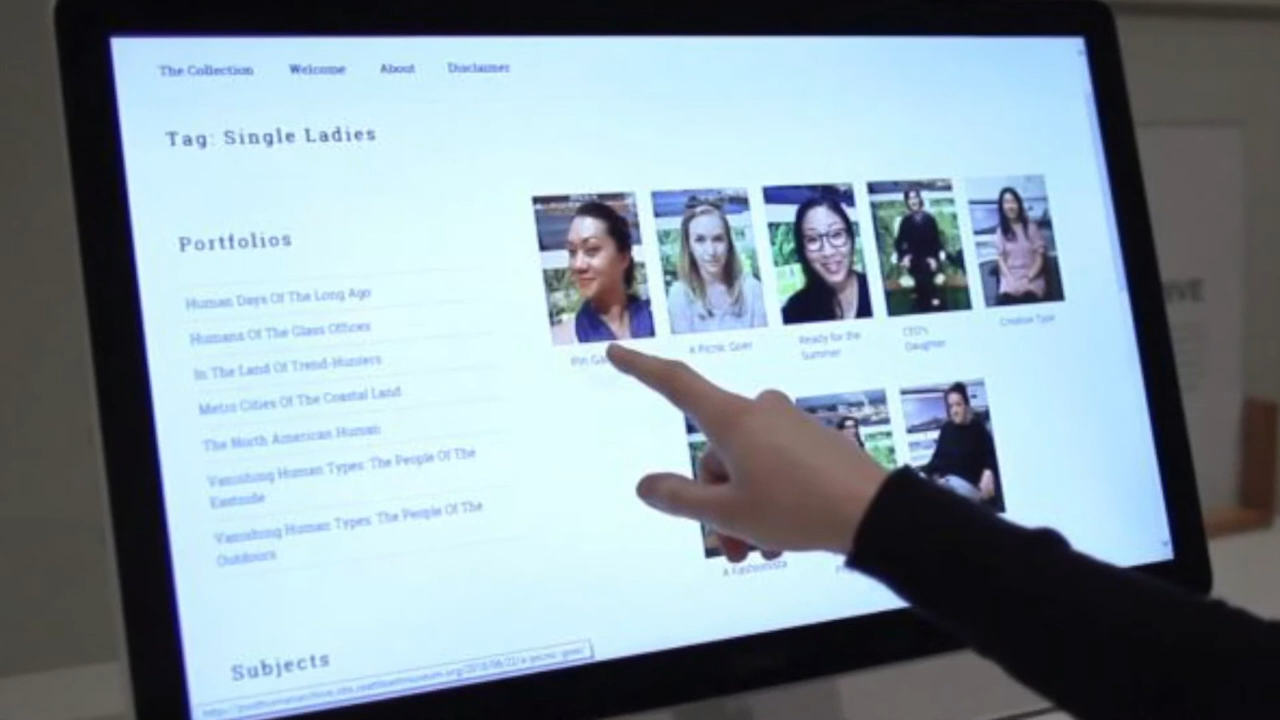 The Collection Welcome About Disclaimer
Tag: Single Ladies
Portfolios
Human Days Of The Long Ago
Humans Of The Glass Offices
In The Land Of Trend-Hunters
Metro Cities Of The Coastal Land
The North American Human
Vanishing Human Types: The People Of The
Eastside
Vanishing Human Types: The People Of The
Outdoors
Subjects
Pin
A Picnic Goer
Ready for the
Summer
CEO's
Daughter
Creative Type
A Fashionista